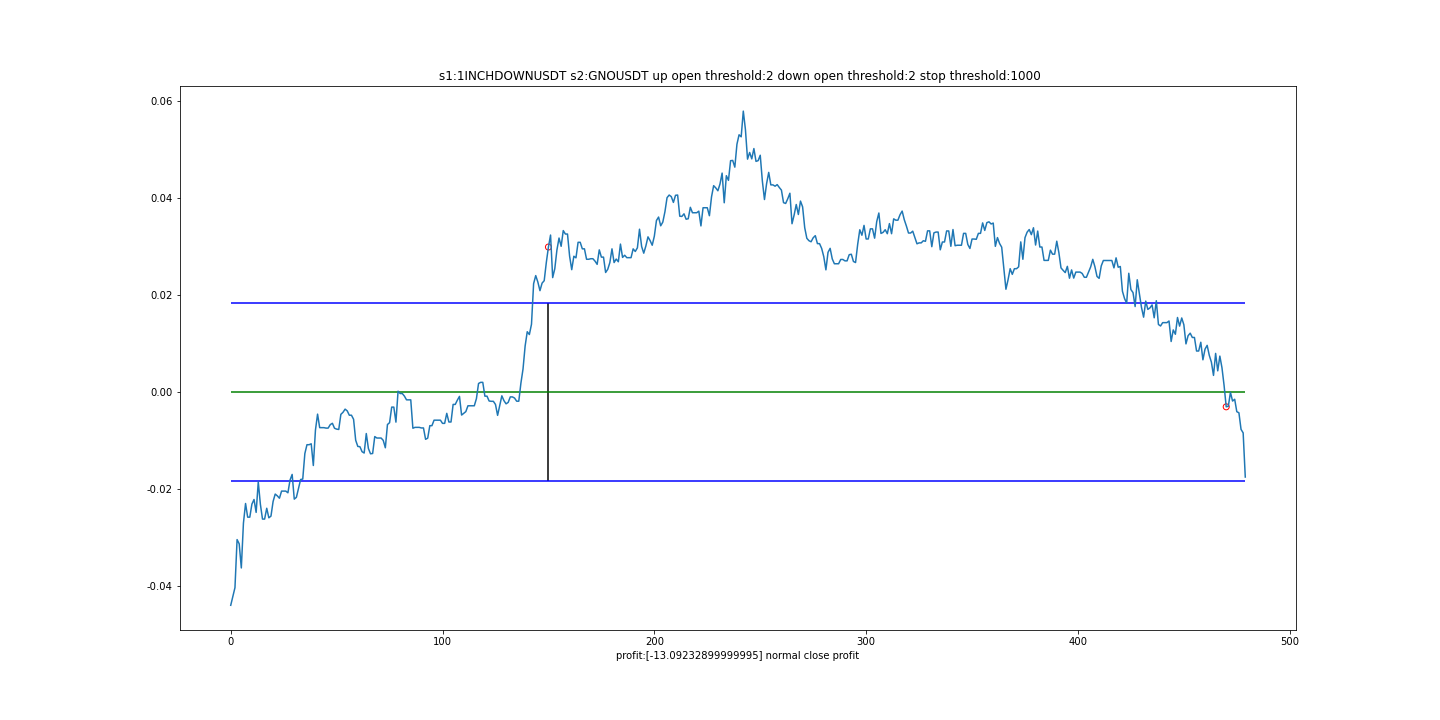 s1:1INCHDOWNUSDT s2:GNOUSDT up open threshold:2 down open threshold:2 stop threshold:1000
0.06
0.04
0.02
0.00
-0.02
-0.04
0 100 200 300 400 500
profit:[-13.09232899999995] normal close profit